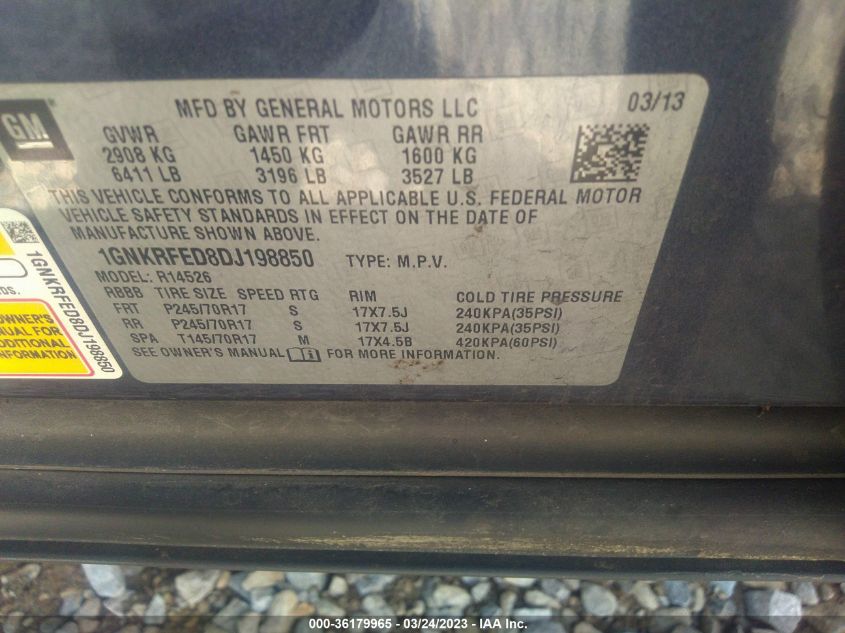 GM
MFD BY GENERAL MOTORS LLC 03/13
GVWR GAWR FRT GAWR RR
2908 KG 1450 KG 1600 KG
6411 LB 3196 LB 3527 LB
THIS VEHICLE CONFORMS TO ALL APPLICABLE U.S. FEDERAL MOTOR
VEHICLE SAFETY STANDARDS IN EFFECT ON THE DATE OF
MANUFACTURE SHOWN ABOVE.
1GNKRFED8DJ198850 TYPE: M.P.V.
MODEL: R14526
RBBB TIRE SIZE SPEED RTG RIM COLD TIRE PRESSURE
FRT P245/70R17 S 17X7.5J 240KPA(35PSI)
RR P245/70R17 S 17X7.5J 240KPA(35PSI)
SPA T145/70R17 M 17X4.5B 420KPA(60PSI)
SEE OWNER'S MANUAL FOR MORE INFORMATION.
1GNKRFED8DJ198850
DS.
OWNER'S
NUAL FOR
ADDITIONAL
INFORMATION
000-36179965 - 03/24/2023 - IAA Inc.